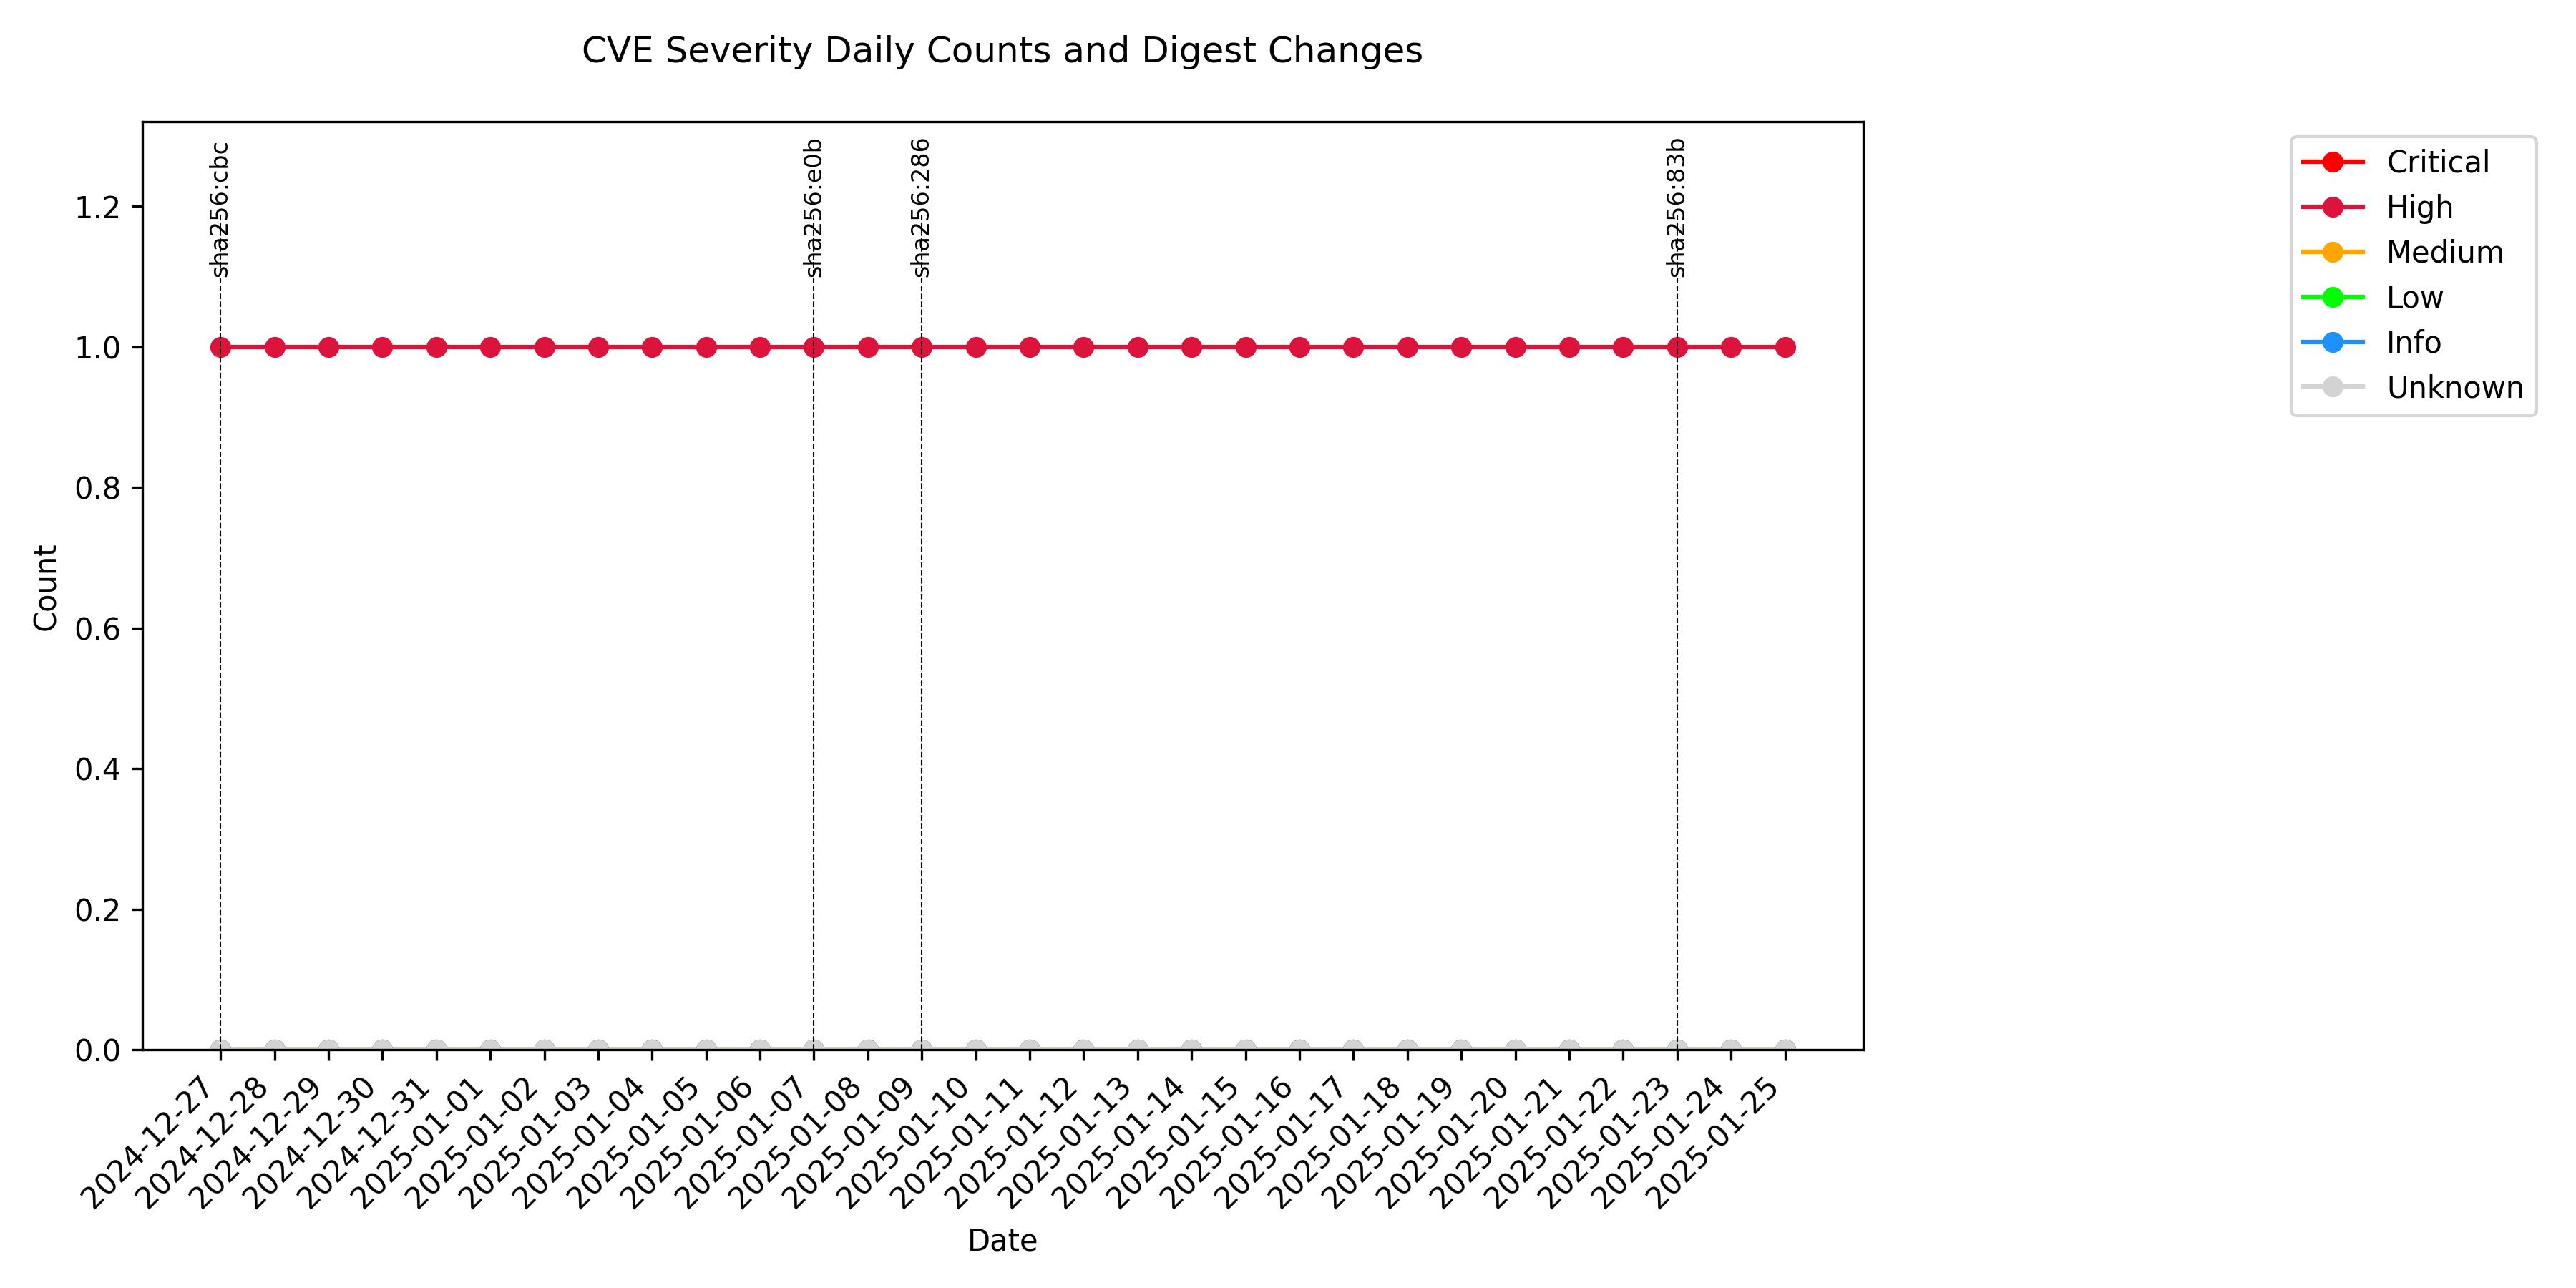 CVE Severity Daily Counts and Digest Changes
sha256:cbc
sha256:e0b
sha256:286
sha256:83b
Critical
High
Medium
Low
Info
Unknown
1.2
1.0
0.8
0.6
0.4
0.2
0.0
Count
2024-12-27
2024-12-28
2024-12-29
2024-12-30
2024-12-31
2025-01-01
2025-01-02
2025-01-03
2025-01-04
2025-01-05
2025-01-06
2025-01-07
2025-01-08
2025-01-09
2025-01-10
2025-01-11
2025-01-12
2025-01-13
2025-01-14
2025-01-15
2025-01-16
2025-01-17
2025-01-18
2025-01-19
2025-01-20
2025-01-21
2025-01-22
2025-01-23
2025-01-24
2025-01-25
Date